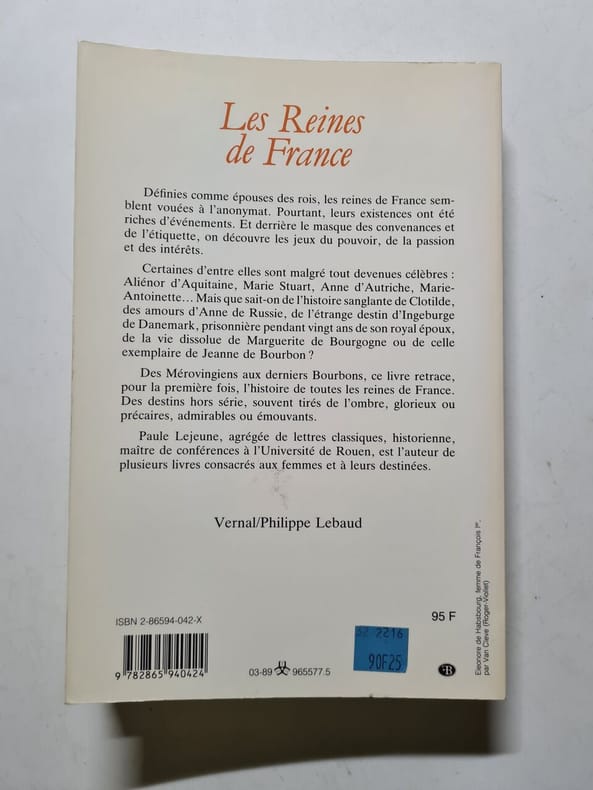 Les Reines
de France
Définies comme épouses des rois, les reines de France sem-
blent vouées à l'anonymat. Pourtant, leurs existences ont été
riches d'événements. Et derrière le masque des convenances et
de l'étiquette, on découvre les jeux du pouvoir, de la passion
et des intérêts.
Certaines d'entre elles sont malgré tout devenues célèbres :
Aliénor d'Aquitaine, Marie Stuart, Anne d'Autriche, Marie-
Antoinette... Mais que sait-on de l'histoire sanglante de Clotilde,
des amours d'Anne de Russie, de l'étrange destin d'Ingeburge
de Danemark, prisonnière pendant vingt ans de son royal époux,
de la vie dissolue de Marguerite de Bourgogne ou de celle
exemplaire de Jeanne de Bourbon ?
Des Mérovingiens aux derniers Bourbons, ce livre retrace,
pour la première fois, l'histoire de toutes les reines de France.
Des destins hors série, souvent tirés de l'ombre, glorieux ou
précaires, admirables ou émouvants.
Paule Lejeune, agrégée de lettres classiques, historienne,
maître de conférences à l'Université de Rouen, est l'auteur de
plusieurs livres consacrés aux femmes et à leurs destinées.
Vernal/Philippe Lebaud
ISBN 2-86594-042-X
95 F
9 782865 940424
03-89 965577.5
2216
90F25
B
Eleonore de Habsbourg, femme de François Ier,
par Van Cleve (Roger-Viollet)